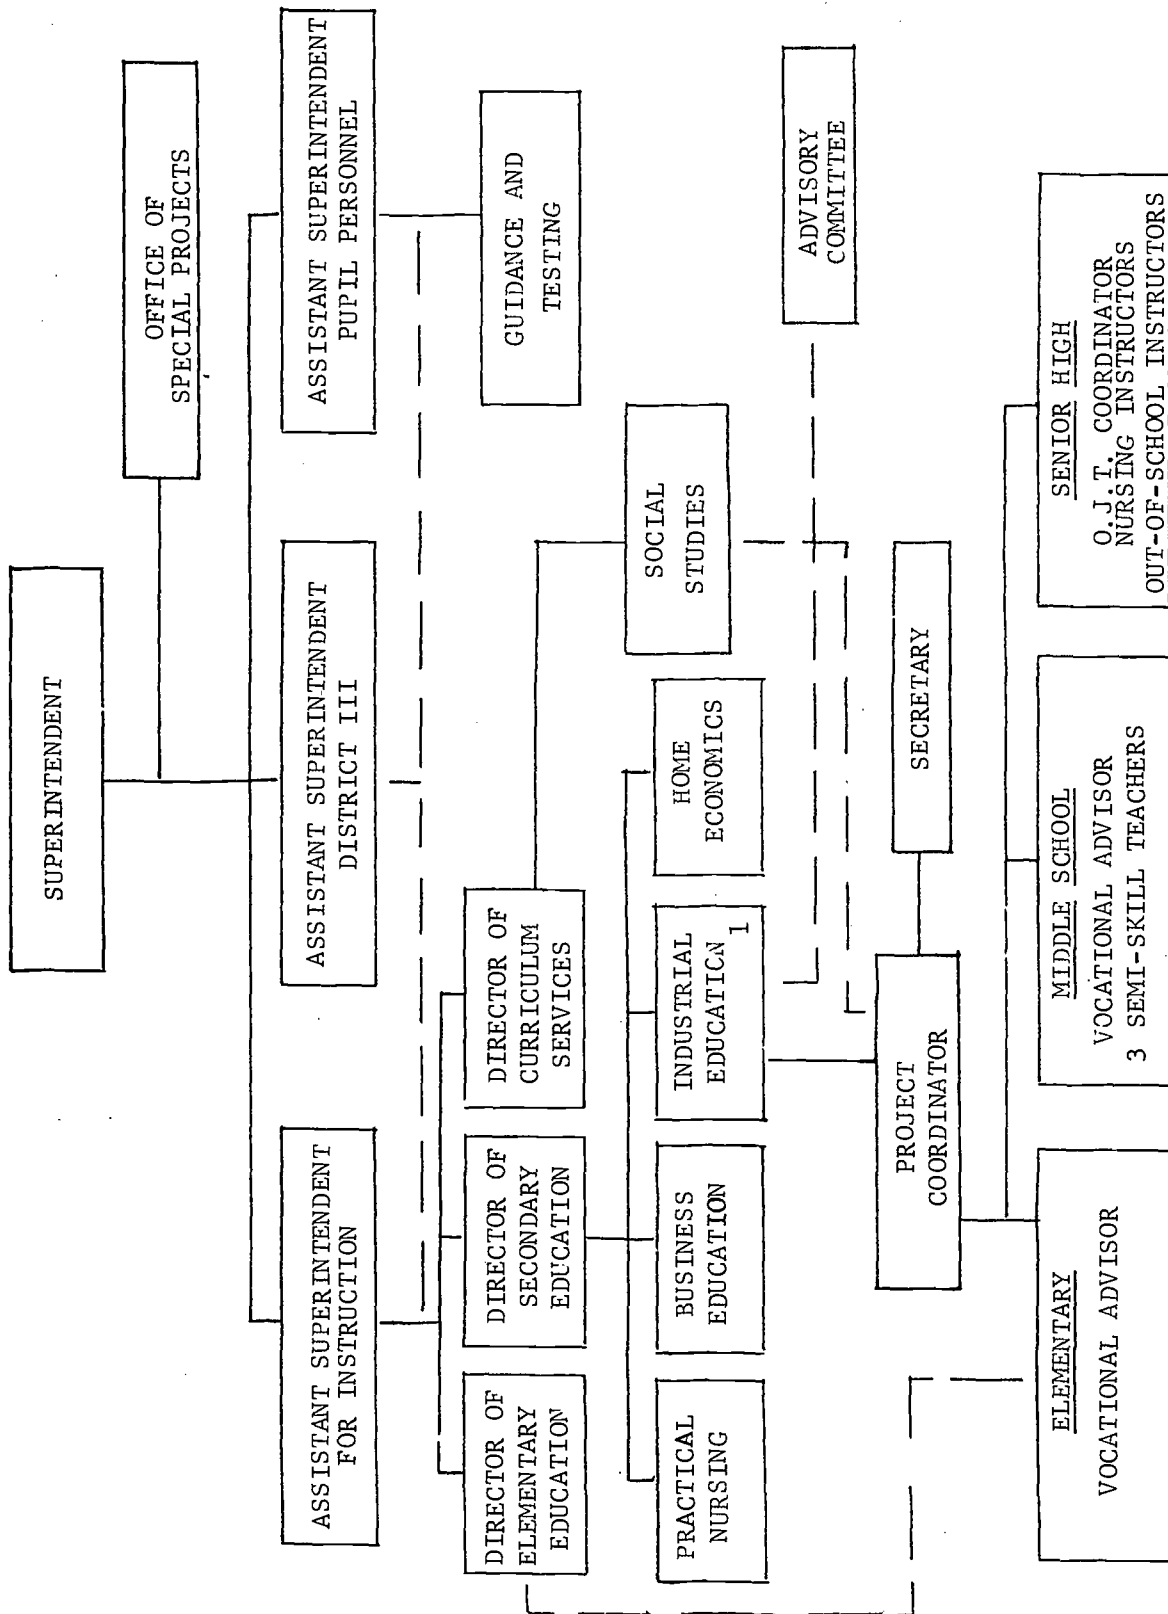 SUPERINTENDENT
OFFICE OF
SPECIAL PROJECTS
ASSISTANT SUPERINTENDENT
FOR INSTRUCTION
ASSISTANT SUPERINTENDENT
DISTRICT III
ASSISTANT SUPERINTENDENT
PUPIL PERSONNEL
DIRECTOR OF
ELEMENTARY
EDUCATION
DIRECTOR OF
SECONDARY
EDUCATION
DIRECTOR OF
CURRICULUM
SERVICES
GUIDANCE AND
TESTING
PRACTICAL
NURSING
BUSINESS
EDUCATION
INDUSTRIAL
EDUCATION 1
HOME
ECONOMICS
SOCIAL
STUDIES
ADVISORY
COMMITTEE
PROJECT
COORDINATOR
SECRETARY
ELEMENTARY
VOCATIONAL ADVISOR
MIDDLE SCHOOL
VOCATIONAL ADVISOR
3 SEMI-SKILL TEACHERS
SENIOR HIGH
O.J.T. COORDINATOR
NURSING INSTRUCTORS
OUT-OF-SCHOOL INSTRUCTORS